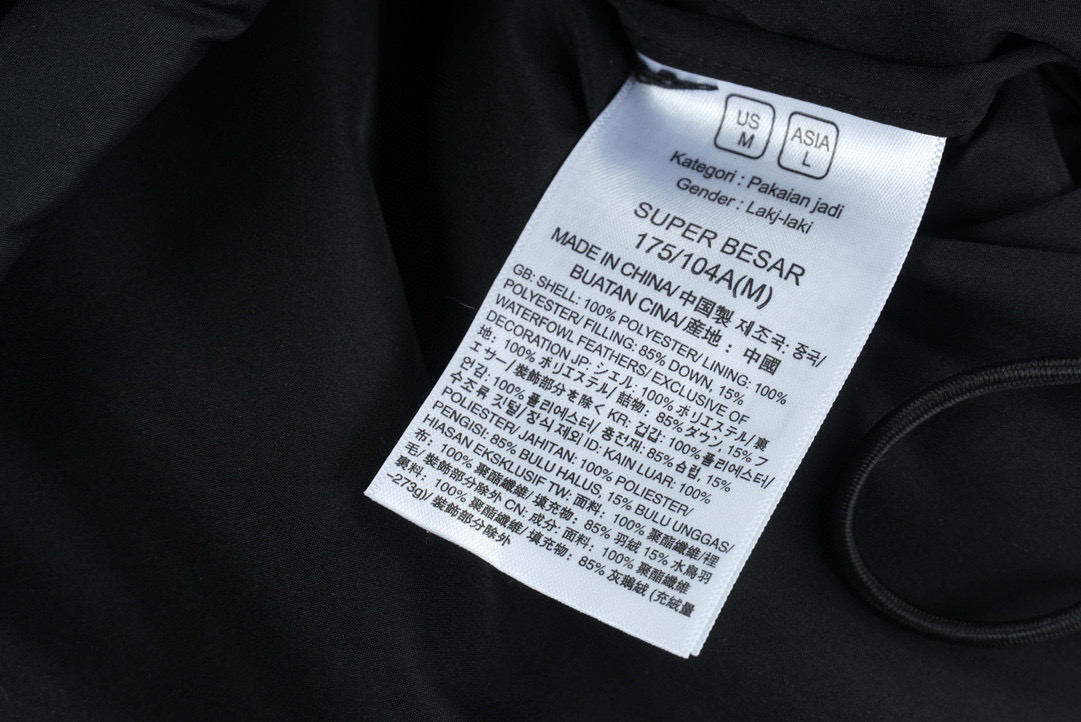 US
M
ASIA
L
Kategori : Pakaian jadi
Gender : Lakj-laki
SUPER BESAR
175/104A(M)
MADE IN CHINA/ 中国製 제조국: 중국/
BUATAN CINA/ 産地： 中國
GB: SHELL: 100% POLYESTER/ LINING: 100%
POLYESTER/ FILLING: 85% DOWN, 15%
WATERFOWL FEATHERS/ EXCLUSIVE OF
DECORATION JP: シェル: 100% ポリエステル/ 裏
地： 100% ポリエステル/ 詰物： 85% ダウン, 15% フ
ェザー/ 装飾部分を除く KR: 겉감: 100% 폴리에스터/
안감: 100% 폴리에스터/ 충전재: 85% 솜털, 15%
수조류 깃털/ 장식 제외 ID: KAIN LUAR: 100%
POLIESTER/ JAHITAN: 100% POLIESTER/
PENGISI: 85% BULU HALUS, 15% BULU UNGGAS/
HIASAN EKSKLUSIF TW: 面料： 100% 聚酯纖維/ 裡
布： 100% 聚酯纖維/ 填充物： 85% 羽絨 15% 水鳥羽
毛/ 裝飾部分除外 CN: 成分: 面料： 100% 聚酯纖維
裏料： 100% 聚酯纖維/ 填充物： 85% 灰鵝絨 (充絨量
-273g)/ 裝飾部分除外